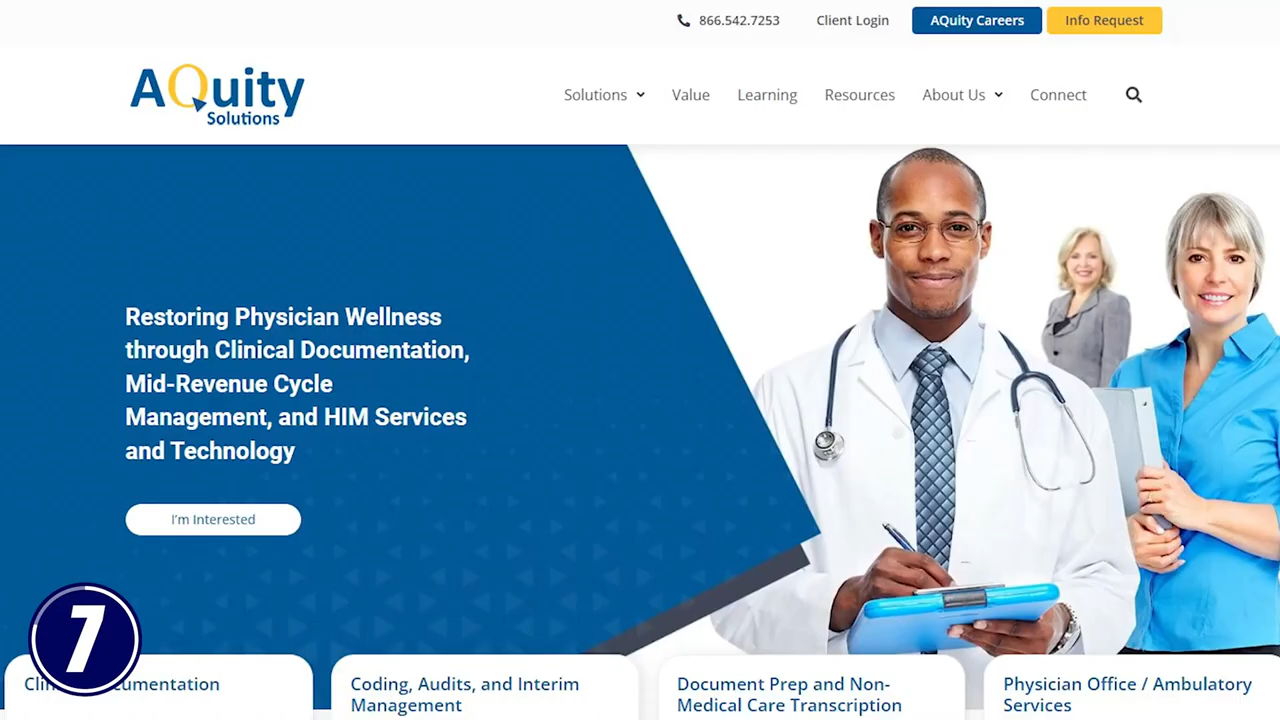 866.542.7253 Client Login AQuity Careers Info Request
AQuity
Solutions
Solutions Value Learning Resources About Us Connect
Restoring Physician Wellness
through Clinical Documentation,
Mid-Revenue Cycle
Management, and HIM Services
and Technology
I'm Interested
7
Coding, Audits, and Interim
Management
Document Prep and Non-
Medical Care Transcription
Physician Office / Ambulatory
Services